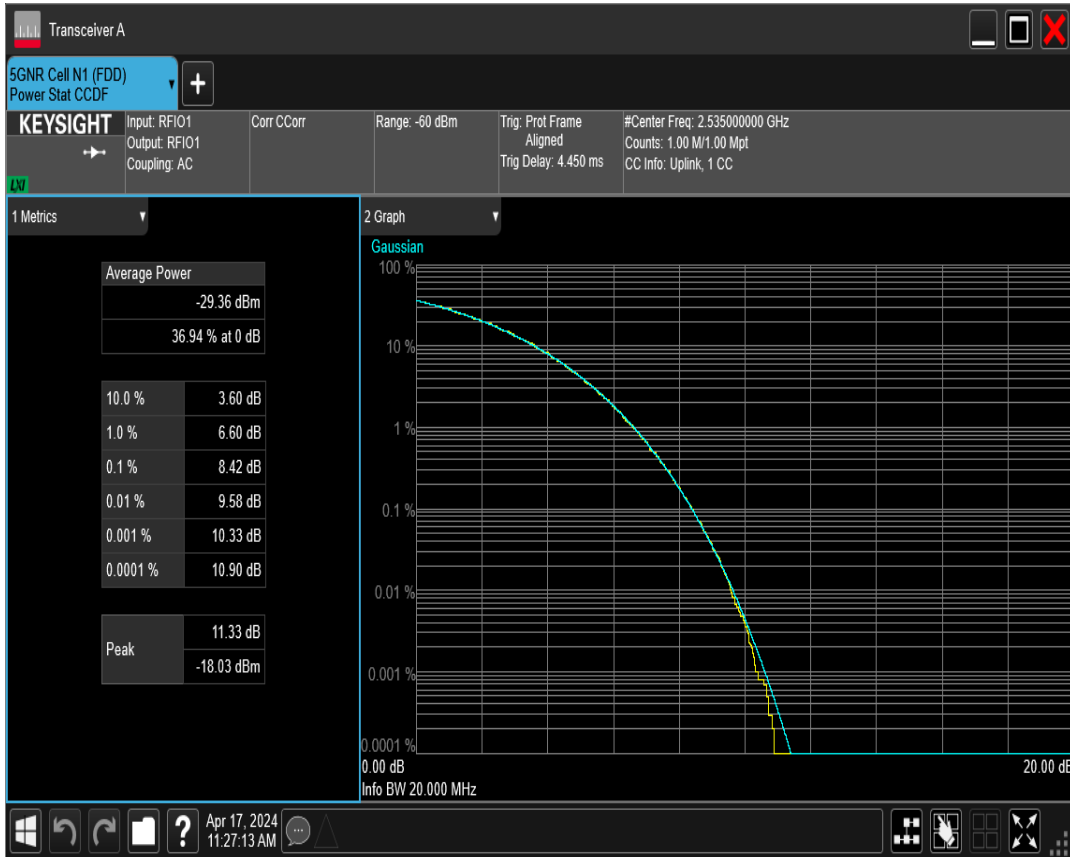 Transceiver A
5GNR Cell N1 (FDD)
Power Stat CCDF
KEYSIGHT
LXI
Input: RFIO1
Output: RFIO1
Coupling: AC
Corr CCorr
Range: -60 dBm
Trig: Prot Frame
Aligned
Trig Delay: 4.450 ms
#Center Freq: 2.535000000 GHz
Counts: 1.00 M/1.00 Mpt
CC Info: Uplink, 1 CC
1 Metrics
Average Power
-29.36 dBm
36.94 % at 0 dB
10.0 % 3.60 dB
1.0 % 6.60 dB
0.1 % 8.42 dB
0.01 % 9.58 dB
0.001 % 10.33 dB
0.0001 % 10.90 dB
Peak
11.33 dB
-18.03 dBm
2 Graph
Gaussian
100 %
10 %
1 %
0.1 %
0.01 %
0.001 %
0.0001 %
0.00 dB 20.00 dB
Info BW 20.000 MHz
Apr 17, 2024
11:27:13 AM